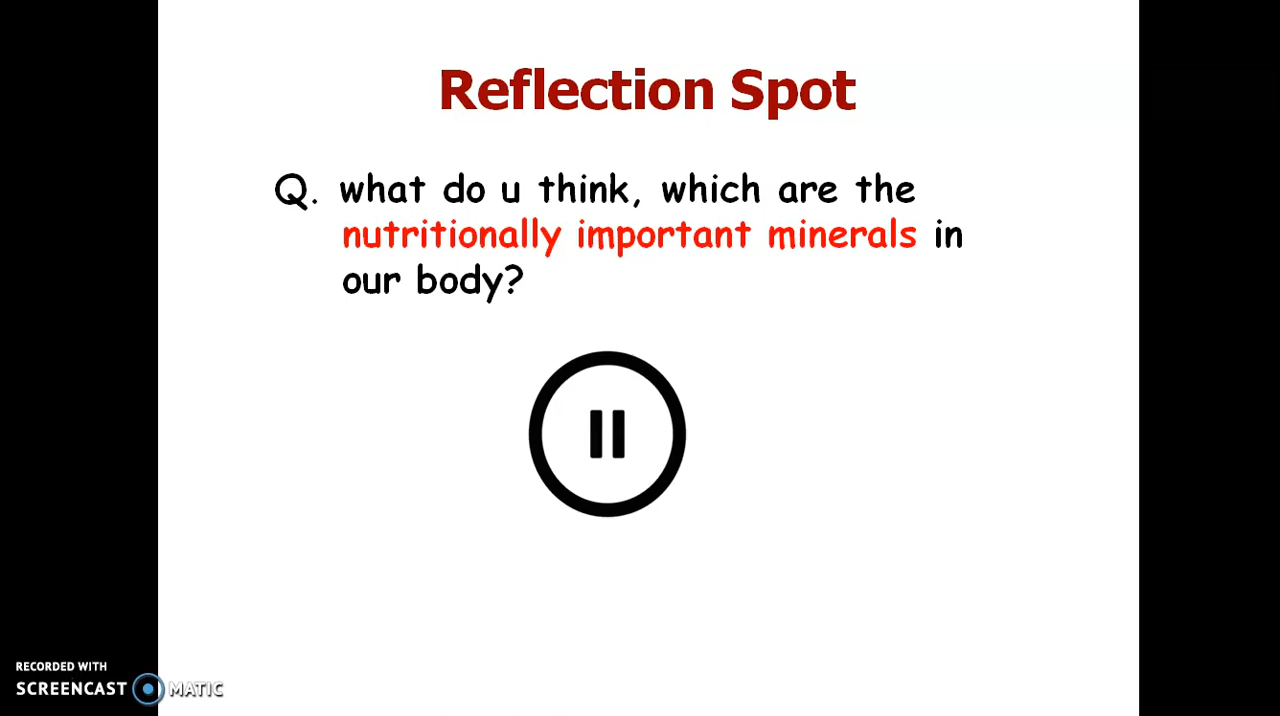 Reflection Spot
Q. what do u think, which are the
nutritionally important minerals in
our body?
RECORDED WITH
SCREENCAST MATIC